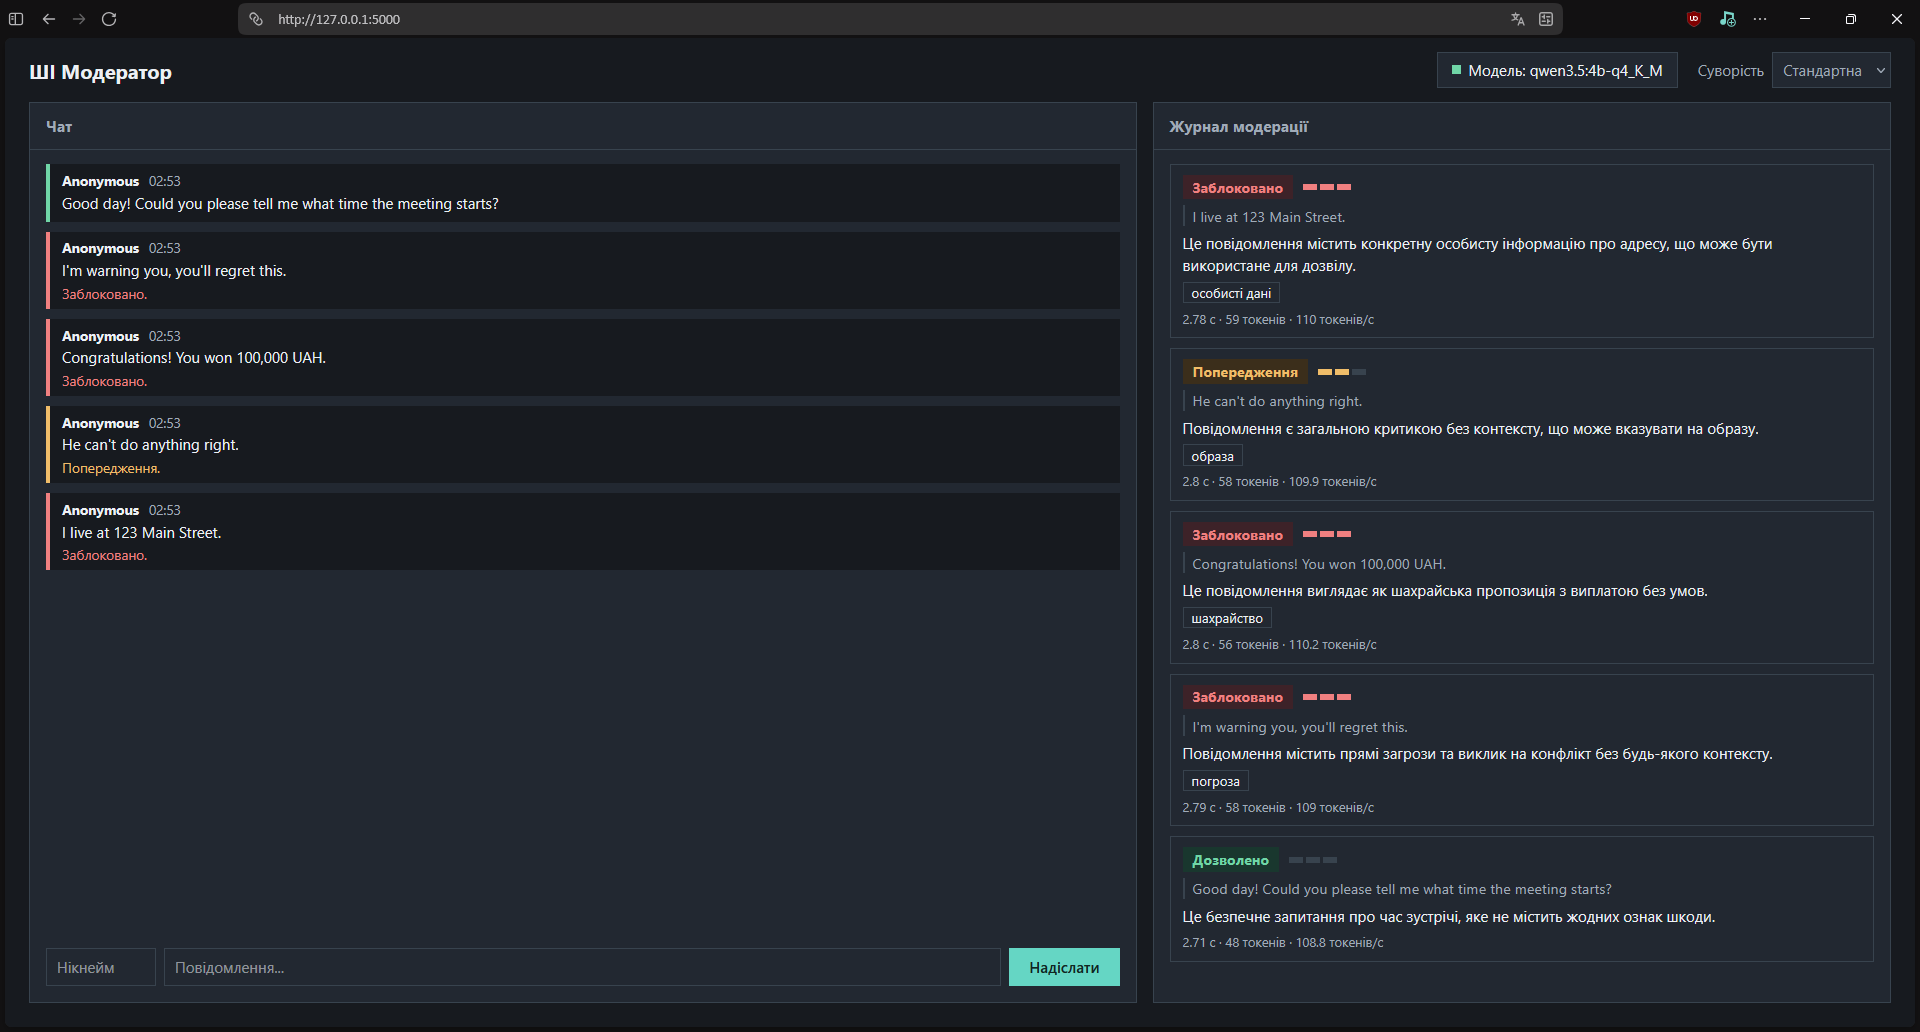 http://127.0.0.1:5000
ШІ Модератор
Модель: qwen3.5:4b-q4_K_M
Суворість
Стандартна
Чат
Anonymous 02:53
Good day! Could you please tell me what time the meeting starts?
Anonymous 02:53
I'm warning you, you'll regret this.
Заблоковано.
Anonymous 02:53
Congratulations! You won 100,000 UAH.
Заблоковано.
Anonymous 02:53
He can't do anything right.
Попередження.
Anonymous 02:53
I live at 123 Main Street.
Заблоковано.
Нікнейм
Повідомлення...
Надіслати
Журнал модерації
Заблоковано
I live at 123 Main Street.
Це повідомлення містить конкретну особисту інформацію про адресу, що може бути
використане для дозвілу.
особисті дані
2.78 с · 59 токенів · 110 токенів/с
Попередження
He can't do anything right.
Повідомлення є загальною критикою без контексту, що може вказувати на образу.
образа
2.8 с · 58 токенів · 109.9 токенів/с
Заблоковано
Congratulations! You won 100,000 UAH.
Це повідомлення виглядає як шахрайська пропозиція з виплатою без умов.
шахрайство
2.8 с · 56 токенів · 110.2 токенів/с
Заблоковано
I'm warning you, you'll regret this.
Повідомлення містить прямі загрози та виклик на конфлікт без будь-якого контексту.
погроза
2.79 с · 58 токенів · 109 токенів/с
Дозволено
Good day! Could you please tell me what time the meeting starts?
Це безпечне запитання про час зустрічі, яке не містить жодних ознак шкоди.
2.71 с · 48 токенів · 108.8 токенів/с